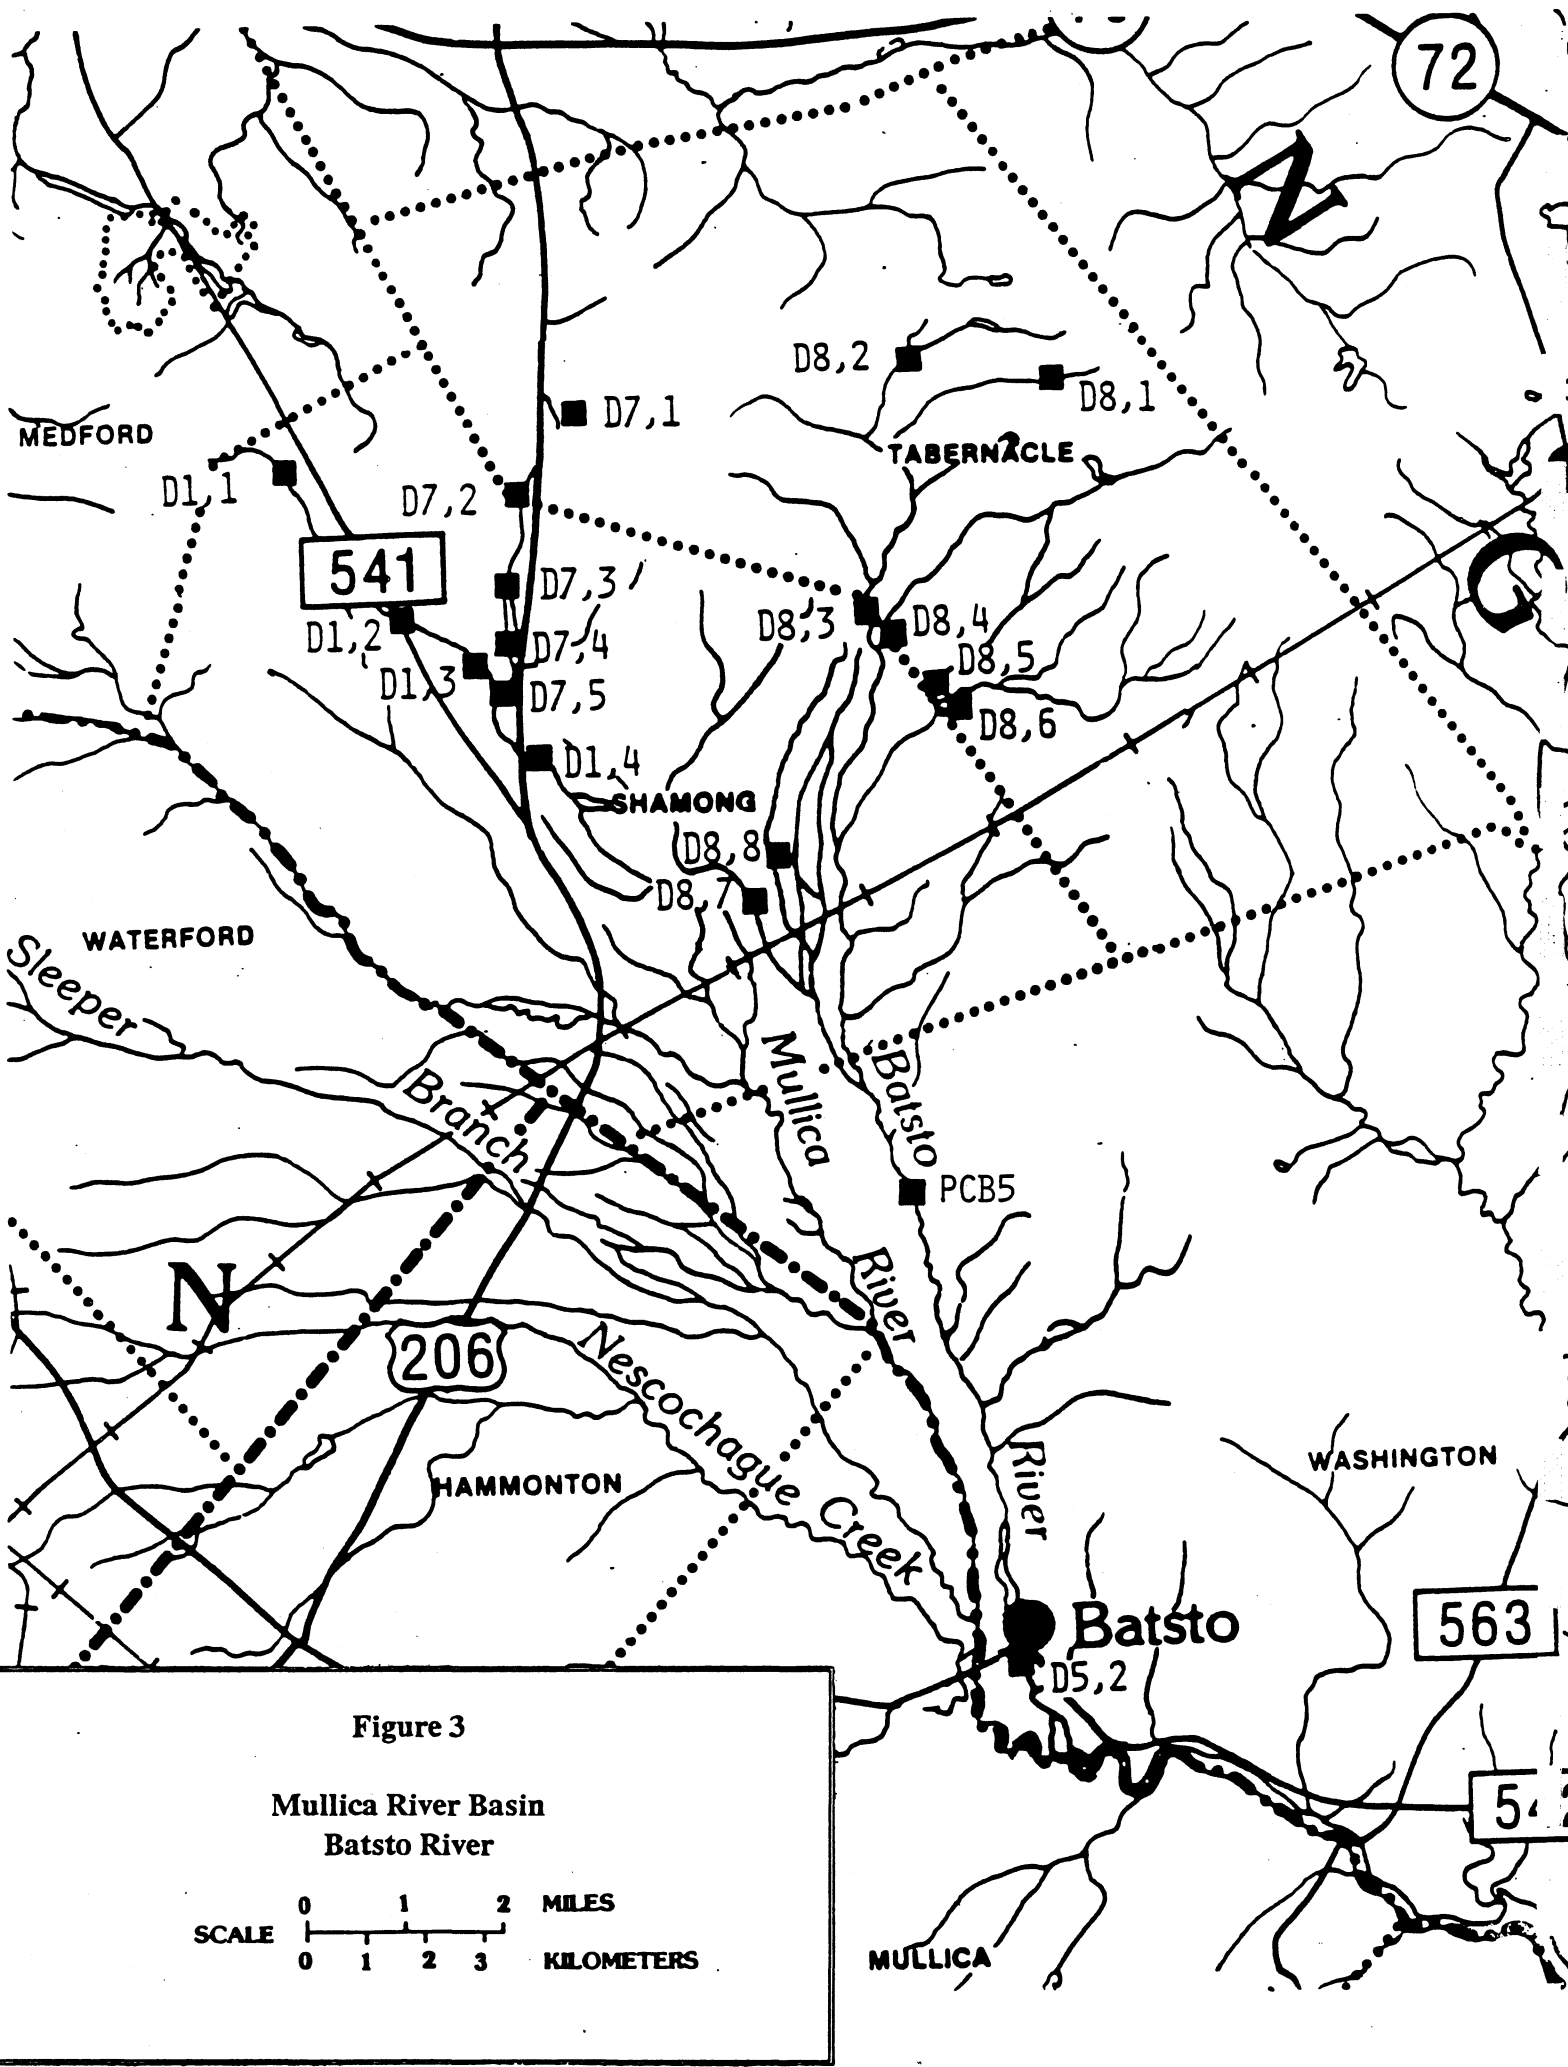 72
N
D8,2
D8,1
D7,1
MEDFORD
TABERNACLE
D1,1
D7,2
541
D7,3
C
D8,3
D8,4
D1,2
D7,4
D8,5
D1,3
D7,5
D8,6
D1,4
SHAMONG
D8,8
D8,7
WATERFORD
Sleeper
Branch
Mullica
River
Batsto
River
PCB5
N
206
Nescochague Creek
HAMMONTON
WASHINGTON
Batsto
563
D5,2
Figure 3
Mullica River Basin
Batsto River
0 1 2 MILES
SCALE
0 1 2 3 KILOMETERS
MULLICA